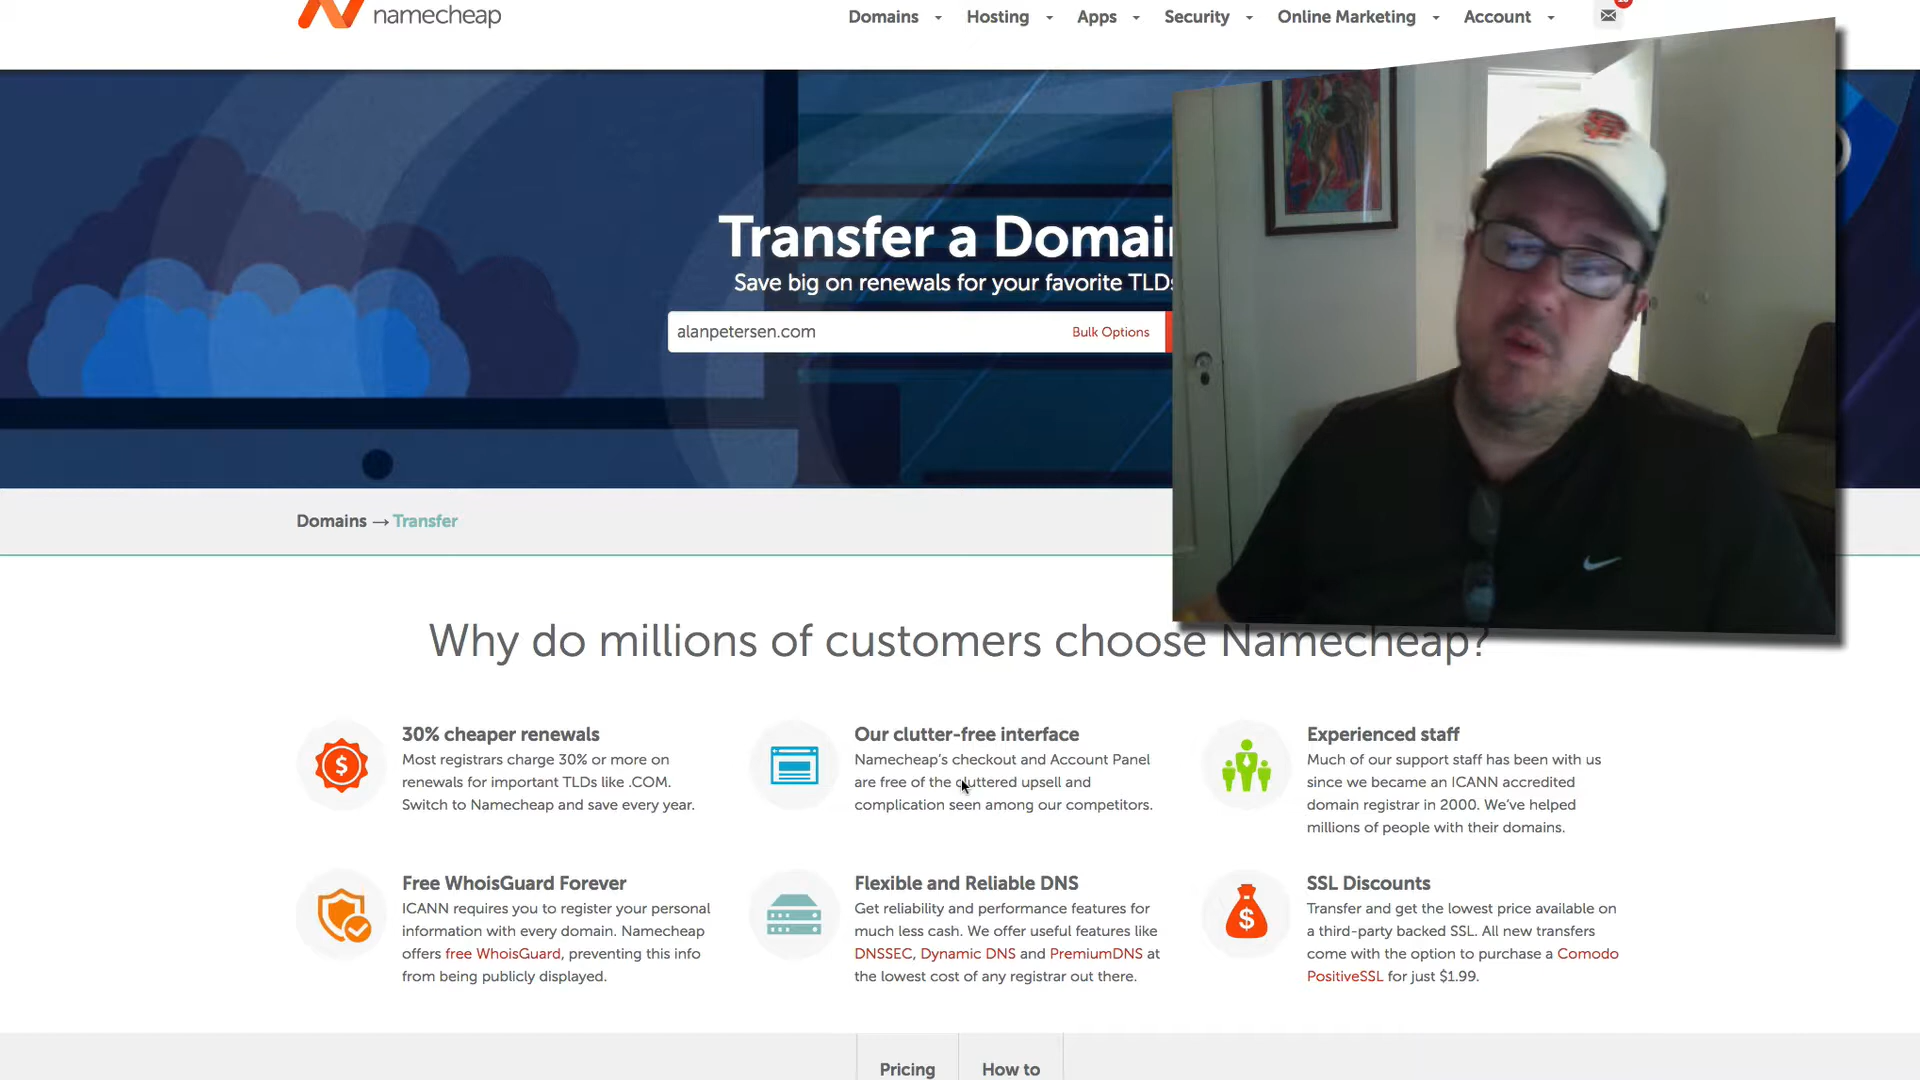 namecheap
Domains
Hosting
Apps
Security
Online Marketing
Account
Transfer a Domain
Save big on renewals for your favorite TLDs
alanpetersen.com
Bulk Options
Domains → Transfer
Why do millions of customers choose Namecheap?
30% cheaper renewals
Most registrars charge 30% or more on
renewals for important TLDs like .COM.
Switch to Namecheap and save every year.
Our clutter-free interface
Namecheap's checkout and Account Panel
are free of the cluttered upsell and
complication seen among our competitors.
Experienced staff
Much of our support staff has been with us
since we became an ICANN accredited
domain registrar in 2000. We've helped
millions of people with their domains.
Free WhoisGuard Forever
ICANN requires you to register your personal
information with every domain. Namecheap
offers free WhoisGuard, preventing this info
from being publicly displayed.
Flexible and Reliable DNS
Get reliability and performance features for
much less cash. We offer useful features like
DNSSEC, Dynamic DNS and PremiumDNS at
the lowest cost of any registrar out there.
SSL Discounts
Transfer and get the lowest price available on
a third-party backed SSL. All new transfers
come with the option to purchase a Comodo
PositiveSSL for just $1.99.
Pricing
How to